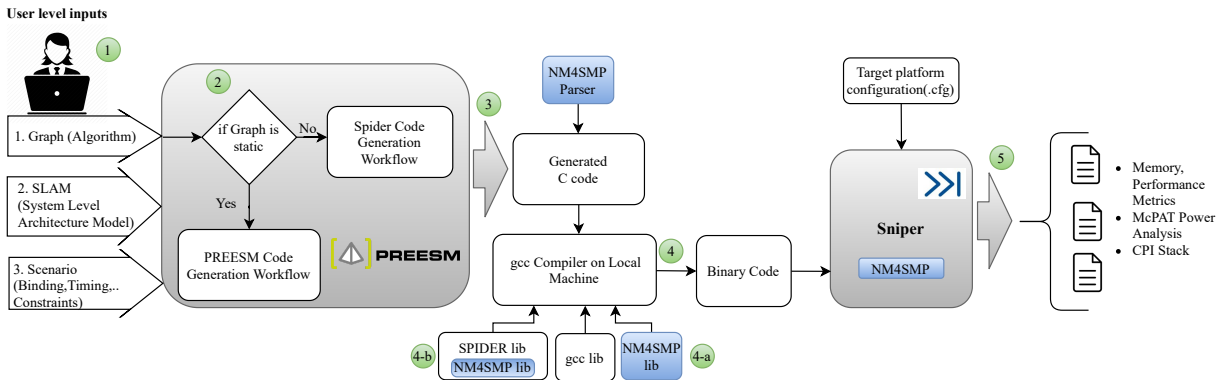 User level inputs
1
1. Graph (Algorithm)
2. SLAM
(System Level
Architecture Model)
3. Scenario
(Binding,Timing,..
Constraints)
2
if Graph is
static
No
Yes
Spider Code
Generation
Workflow
PREESM Code
Generation Workflow
PREESM
3
NM4SMP
Parser
Generated
C code
gcc Compiler on Local
Machine
4
4-b
SPIDER lib
NM4SMP lib
gcc lib
NM4SMP
lib
4-a
Binary Code
Target platform
configuration(.cfg)
Sniper
NM4SMP
5
• Memory,
Performance
Metrics
• McPAT Power
Analysis
• CPI Stack